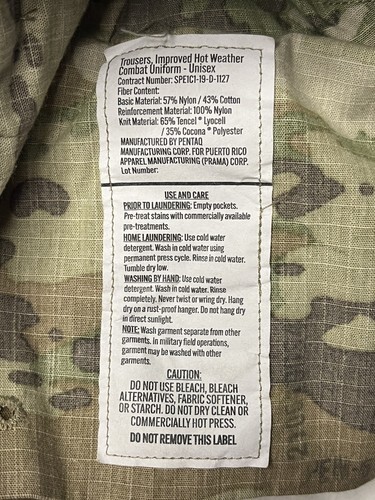 Trousers, Improved Hot Weather
Combat Uniform - Unisex
Contract Number: SPE1C1-19-D-1127
Fiber Content:
Basic Material: 57% Nylon / 43% Cotton
Reinforcement Material: 100% Nylon
Knit Material: 65% Tencel® Lyocell
/ 35% Cocona® Polyester
MANUFACTURED BY PENTAQ
MANUFACTURING CORP. FOR PUERTO RICO
APPAREL MANUFACTURING (PRAMA) CORP.
Lot Number:
USE AND CARE
PRIOR TO LAUNDERING: Empty pockets.
Pre-treat stains with commercially available
pre-treatments.
HOME LAUNDERING: Use cold water
detergent. Wash in cold water using
permanent press cycle. Rinse in cold water.
Tumble dry low.
WASHING BY HAND: Use cold water
detergent. Wash in cold water. Rinse
completely. Never twist or wring dry. Hang
dry on a rust-proof hanger. Do not hang dry
in direct sunlight.
NOTE: Wash garment separate from other
garments. In military field operations,
garment may be washed with other
garments.
CAUTION:
DO NOT USE BLEACH, BLEACH
ALTERNATIVES, FABRIC SOFTENER,
OR STARCH. DO NOT DRY CLEAN OR
COMMERCIALLY HOT PRESS.
DO NOT REMOVE THIS LABEL